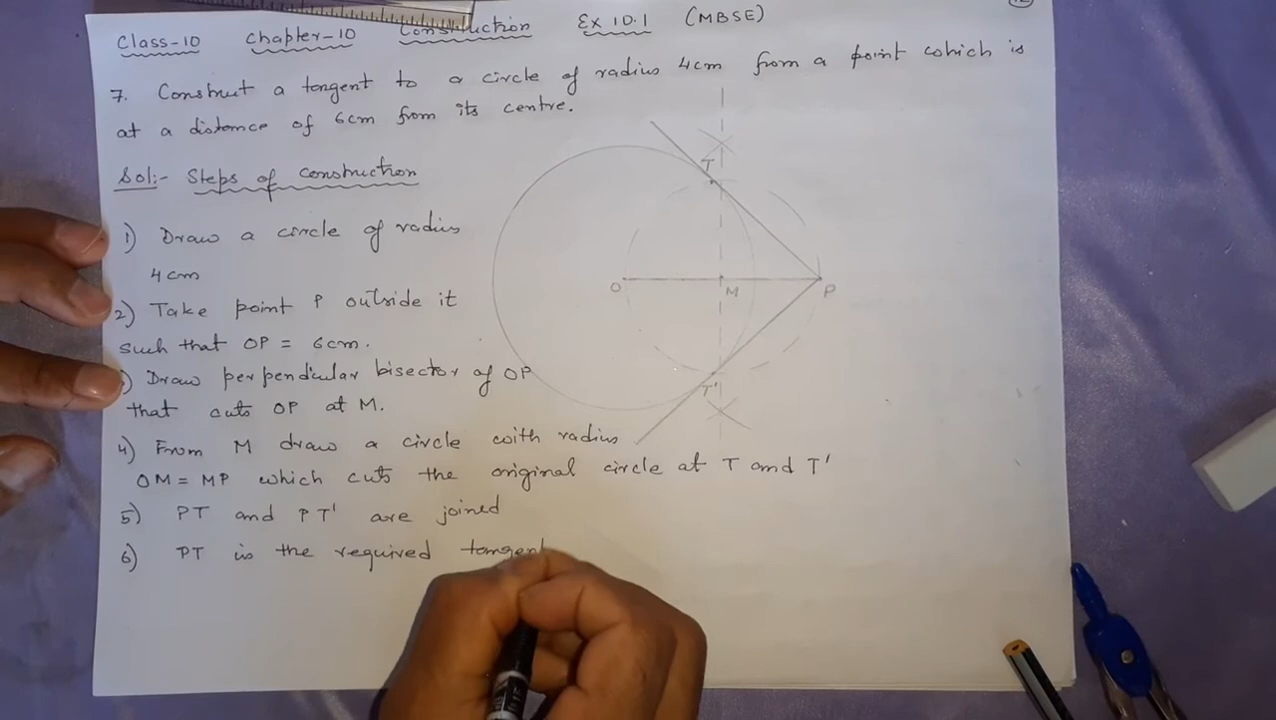 Class-10 Chapter-10 Construction Ex 10.1 (MBSE)
7. Construct a tangent to a circle of radius 4cm from a point which is
at a distance of 6cm from its centre.
Sol:- Steps of construction
1) Draw a circle of radius
4cm
2) Take point P outside it
such that OP = 6cm.
) Draw perpendicular bisector of OP
that cuts OP at M.
4) From M draw a circle with radius
OM = MP which cuts the original circle at T and T'
5) PT and PT' are joined
6) PT is the required tangent
T
O
M
P
T'